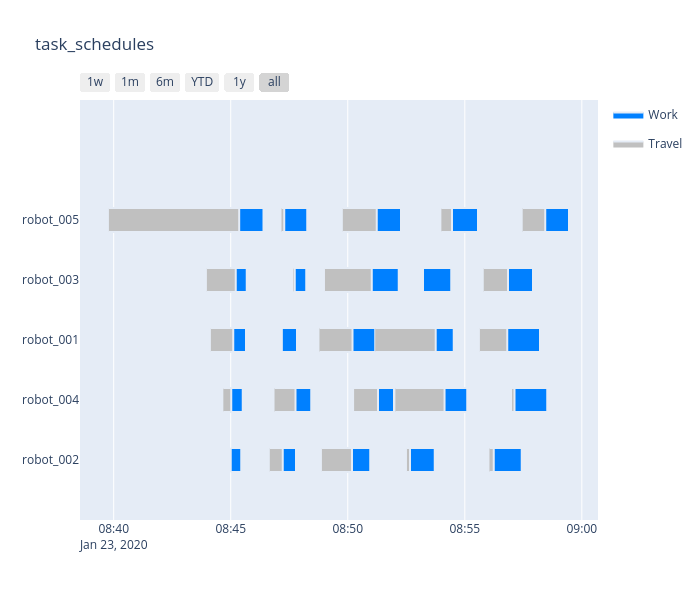 task_schedules
1w 1m 6m YTD 1y all
Work
Travel
robot_005
robot_003
robot_001
robot_004
robot_002
08:40 08:45 08:50 08:55 09:00
Jan 23, 2020